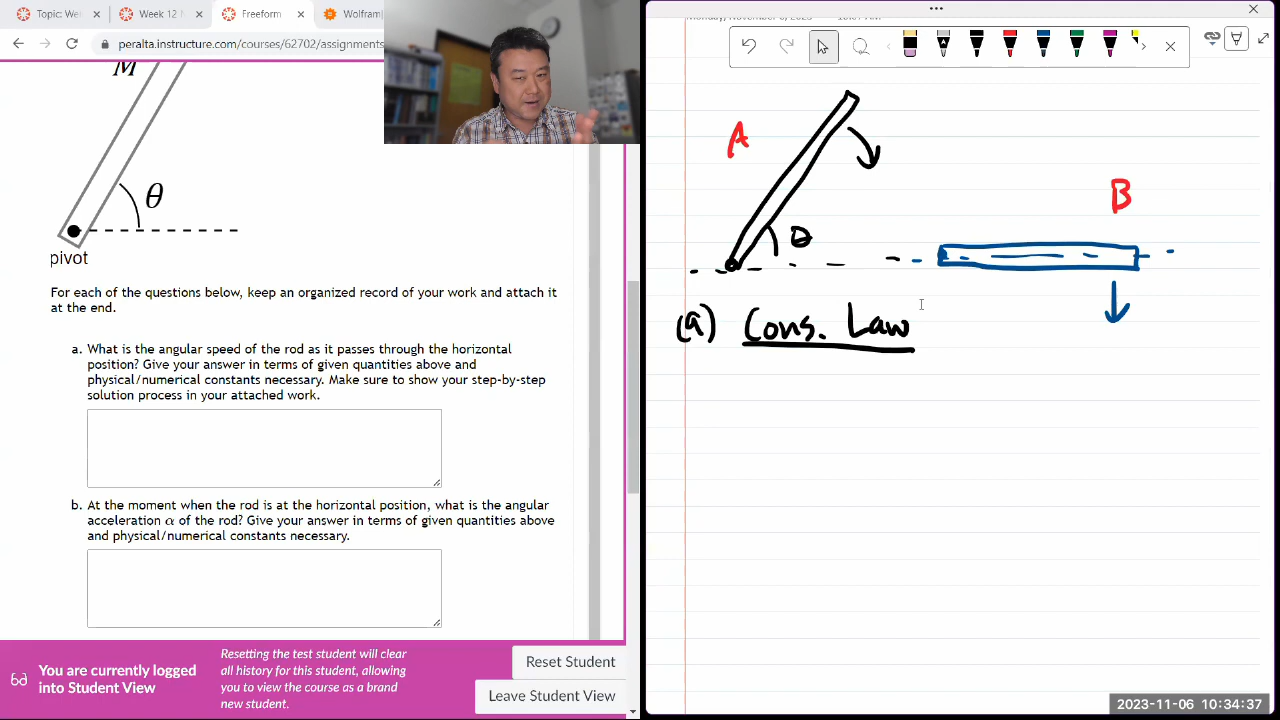 Topic Wee
Week 12 M
Freeform
Wolfram|
peralta.instructure.com/courses/62702/assignments
M
θ
pivot
For each of the questions below, keep an organized record of your work and attach it
at the end.
a. What is the angular speed of the rod as it passes through the horizontal
position? Give your answer in terms of given quantities above and
physical/numerical constants necessary. Make sure to show your step-by-step
solution process in your attached work.
b. At the moment when the rod is at the horizontal position, what is the angular
acceleration α of the rod? Give your answer in terms of given quantities above
and physical/numerical constants necessary.
You are currently logged
into Student View
Resetting the test student will clear
all history for this student, allowing
you to view the course as a brand
new student.
Reset Student
Leave Student View
A
θ
B
(a) Cons. Law
2023-11-06 10:34:37